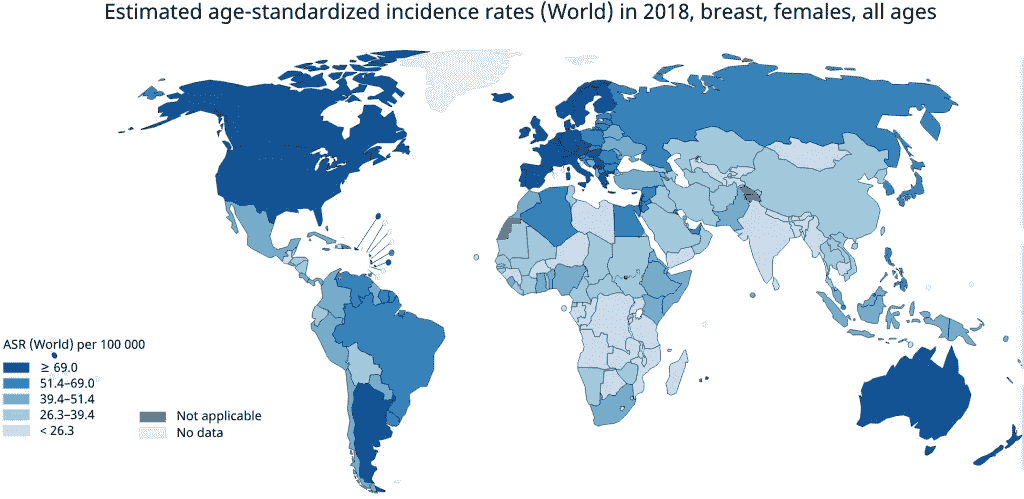 Estimated age-standardized incidence rates (World) in 2018, breast, females, all ages
ASR (World) per 100 000
≥ 69.0
51.4–69.0
39.4–51.4
26.3–39.4
< 26.3
Not applicable
No data